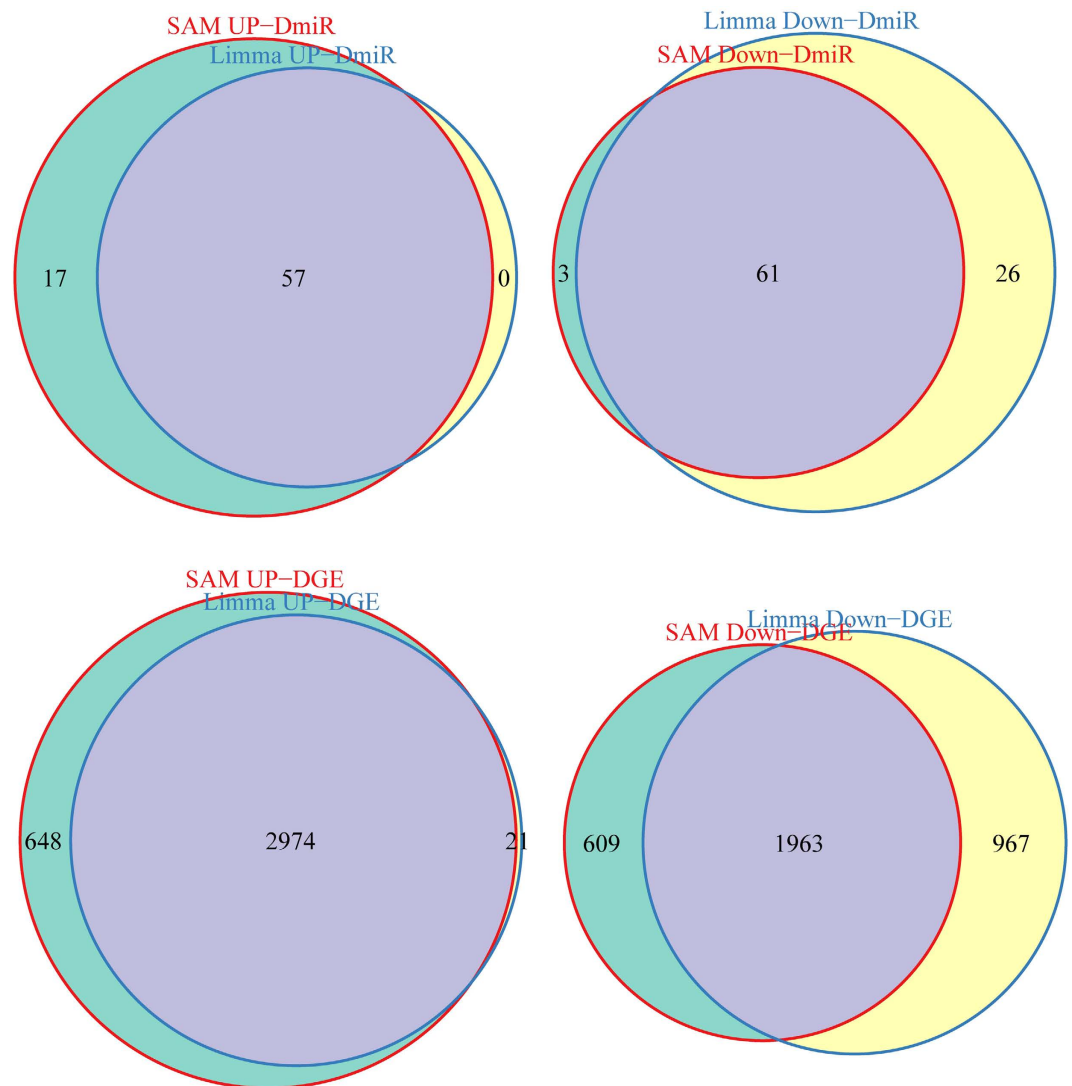 SAM UP−DmiR
Limma UP−DmiR
17
57
0
Limma Down−DmiR
SAM Down−DmiR
3
61
26
SAM UP−DGE
Limma UP−DGE
648
2974
21
Limma Down−DGE
SAM Down−DGE
609
1963
967